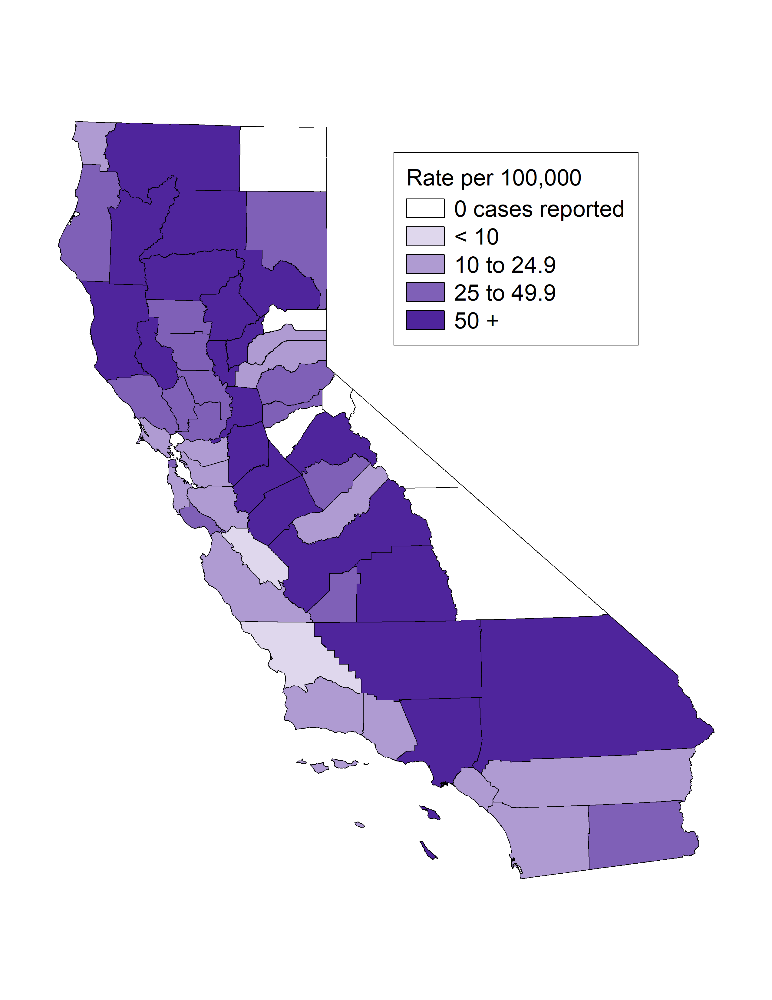 Rate per 100,000
0 cases reported
< 10
10 to 24.9
25 to 49.9
50 +